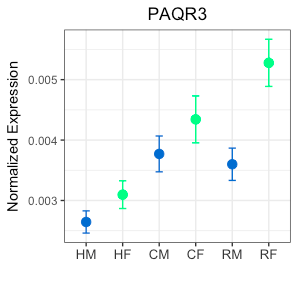 PAQR3
Normalized Expression
0.005
0.004
0.003
HM HF CM CF RM RF